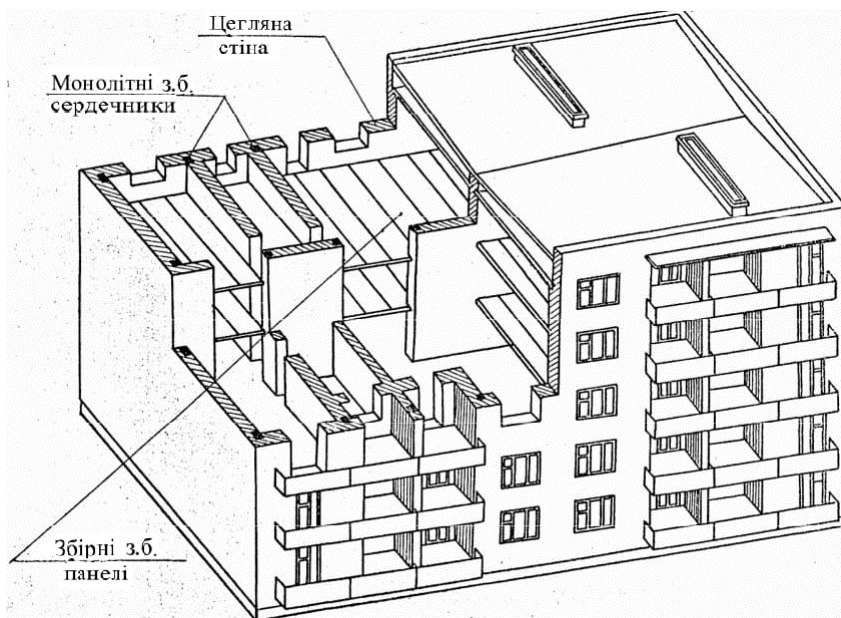 Цегляна
стіна
Монолітні з.б.
сердечники
Збірні з.б.
панелі